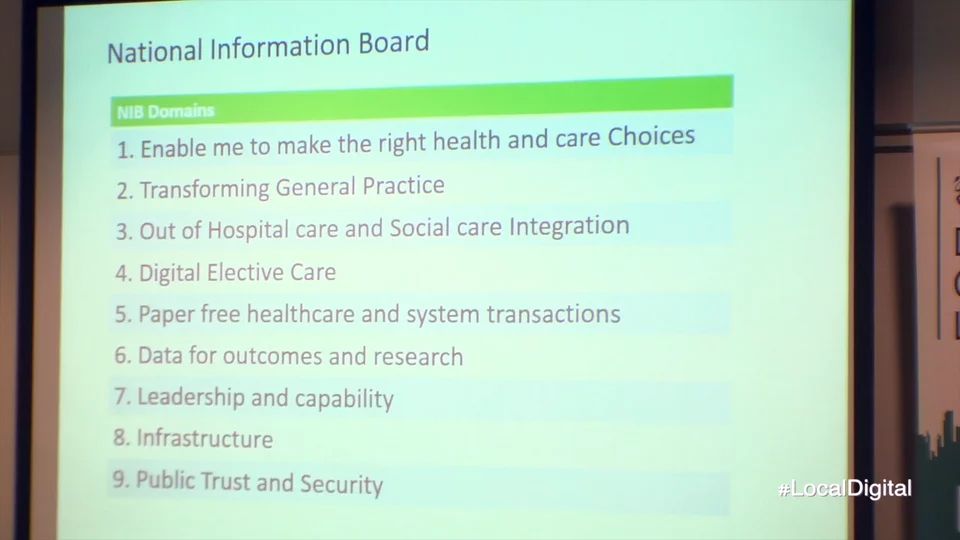 National Information Board
NIB Domains
1. Enable me to make the right health and care Choices
2. Transforming General Practice
3. Out of Hospital care and Social care Integration
4. Digital Elective Care
5. Paper free healthcare and system transactions
6. Data for outcomes and research
7. Leadership and capability
8. Infrastructure
9. Public Trust and Security
#LocalDigital